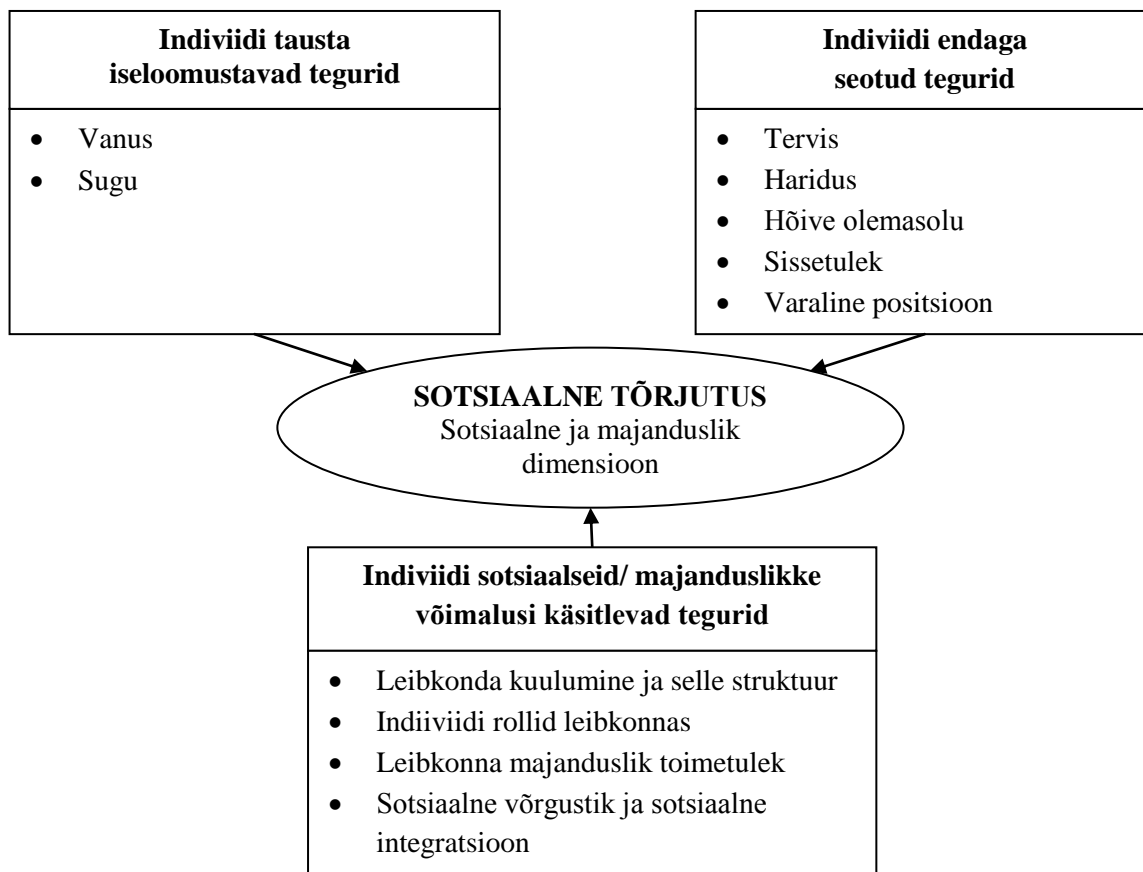 Indiviidi tausta
iseloomustavad tegurid
• Vanus
• Sugu
Indiviidi endaga
seotud tegurid
• Tervis
• Haridus
• Hõive olemasolu
• Sissetulek
• Varaline positsioon
SOTSIAALNE TÕRJUTUS
Sotsiaalne ja majanduslik
dimensioon
Indiviidi sotsiaalseid/ majanduslikke
võimalusi käsitlevad tegurid
• Leibkonda kuulumine ja selle struktuur
• Indiiviidi rollid leibkonnas
• Leibkonna majanduslik toimetulek
• Sotsiaalne võrgustik ja sotsiaalne
integratsioon